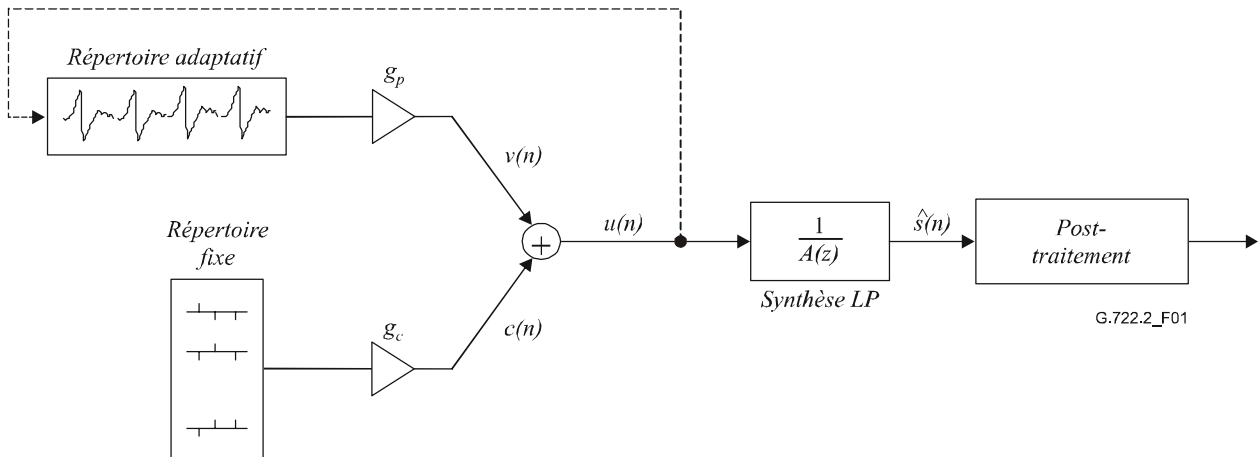 Répertoire adaptatif
g_p
v(n)
Répertoire
fixe
g_c
c(n)
+
u(n)
1
A(z)
Synthèse LP
ŝ(n)
Post-
traitement
G.722.2_F01